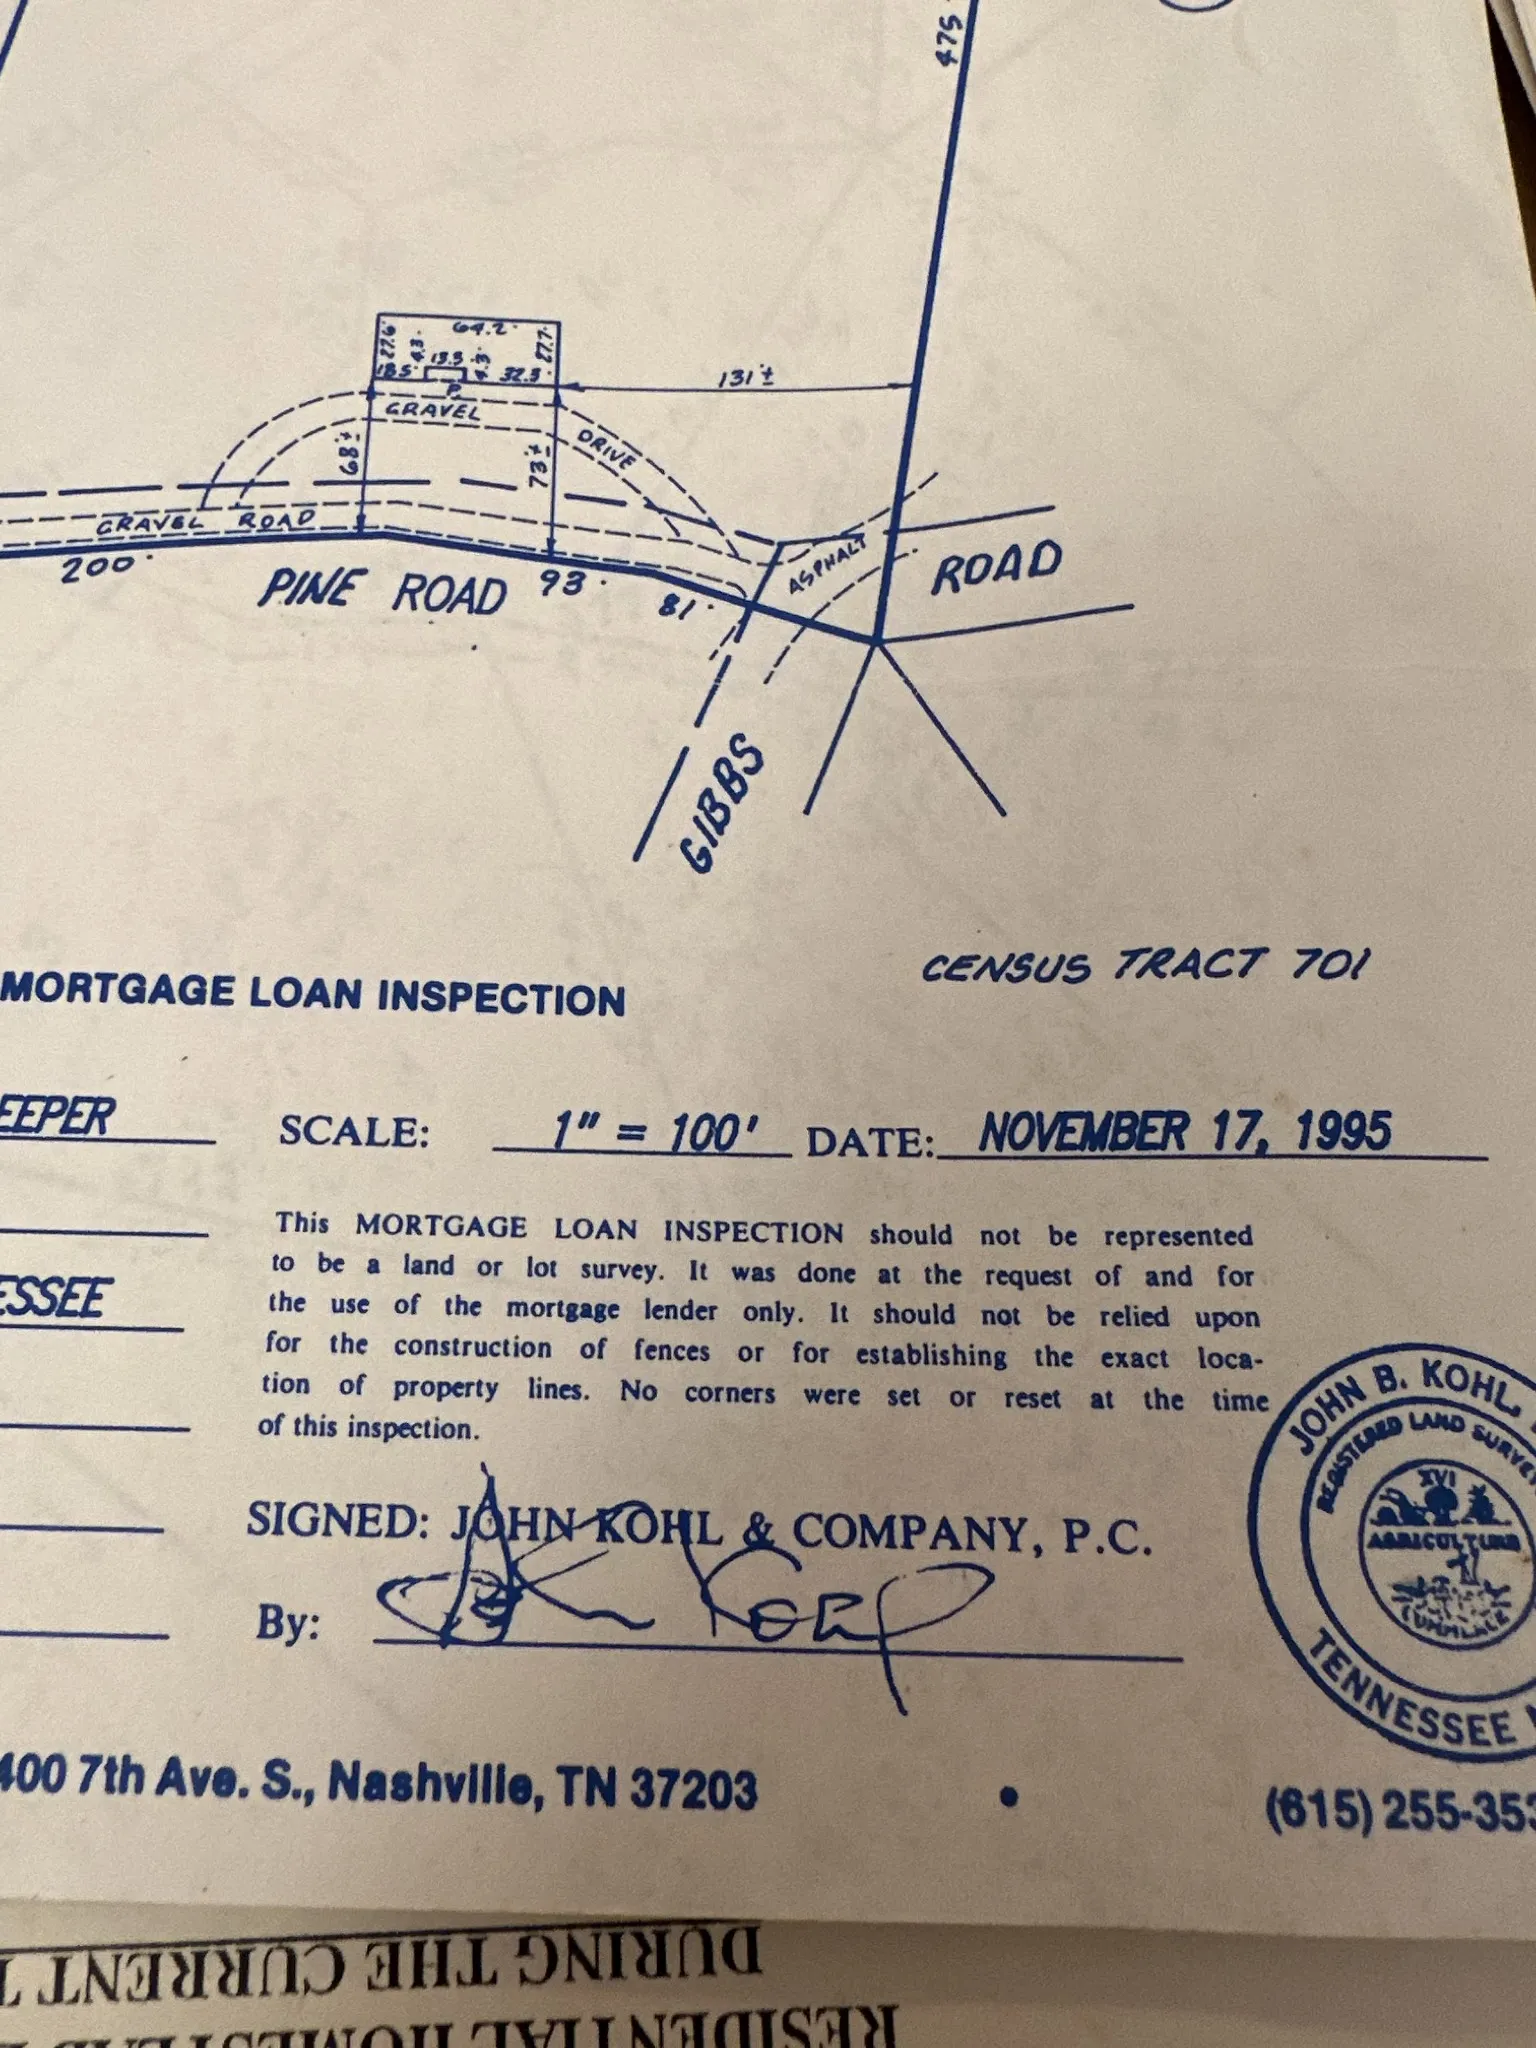 475
64.2'
27.6
4.3
13.5
4.3
27.7
18.5
32.3
P.
131'±
GRAVEL
DRIVE
68'±
73'±
GRAVEL ROAD
200'
PINE ROAD
93'
81'
ASPHALT
ROAD
GIBBS
MORTGAGE LOAN INSPECTION
CENSUS TRACT 701
EEPER
SCALE: 1" = 100' DATE: NOVEMBER 17, 1995
This MORTGAGE LOAN INSPECTION should not be represented
to be a land or lot survey. It was done at the request of and for
ESSEE
the use of the mortgage lender only. It should not be relied upon
for the construction of fences or for establishing the exact loca-
tion of property lines. No corners were set or reset at the time
of this inspection.
SIGNED: JOHN KOHL & COMPANY, P.C.
By:
JOHN B. KOHL,
REGISTERED LAND SURVEY
XVI
AGRICULTURE
COMMERCE
TENNESSEE
400 7th Ave. S., Nashville, TN 37203 • (615) 255-353
DURING THE CURRENT
RESIDENTIAL HOMESTEAD